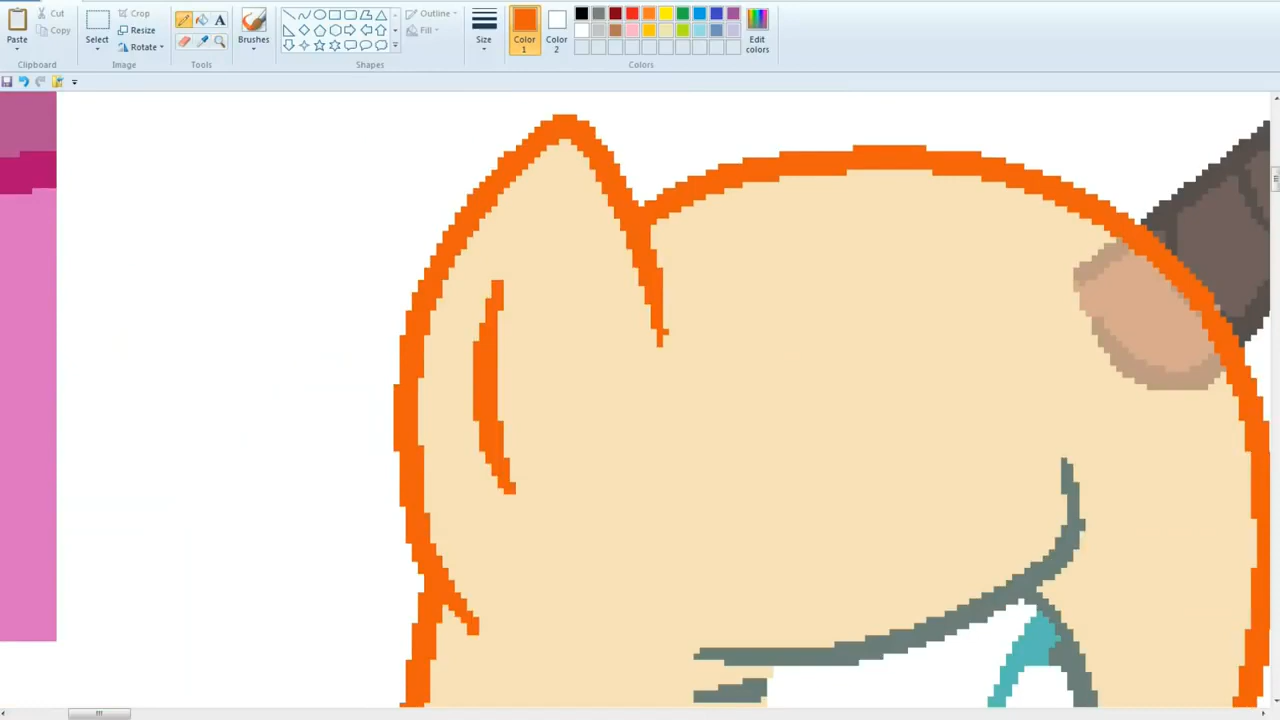 Cut
Copy
Paste
Clipboard
Crop
Resize
Rotate
Select
Image
A
Tools
Brushes
Shapes
Outline
Fill
Size
Color 1
Color 2
Edit colors
Colors